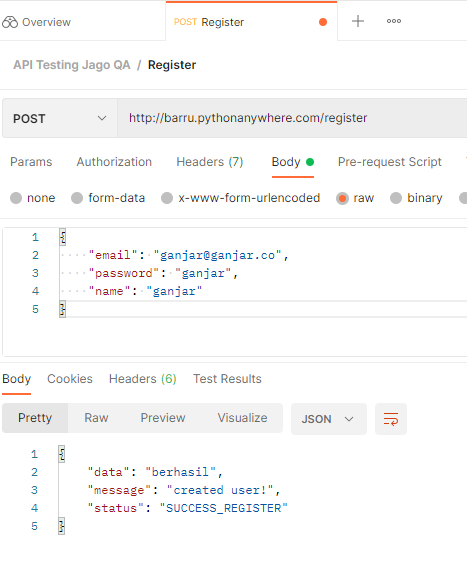 Overview POST Register
API Testing Jago QA / Register
POST http://barru.pythonanywhere.com/register
Params Authorization Headers (7) Body Pre-request Script
none form-data x-www-form-urlencoded raw binary
1 {
2 "email": "ganjar@ganjar.co",
3 "password": "ganjar",
4 "name": "ganjar"
5 }
Body Cookies Headers (6) Test Results
Pretty Raw Preview Visualize JSON
1 {
2 "data": "berhasil",
3 "message": "created user!",
4 "status": "SUCCESS_REGISTER"
5 }